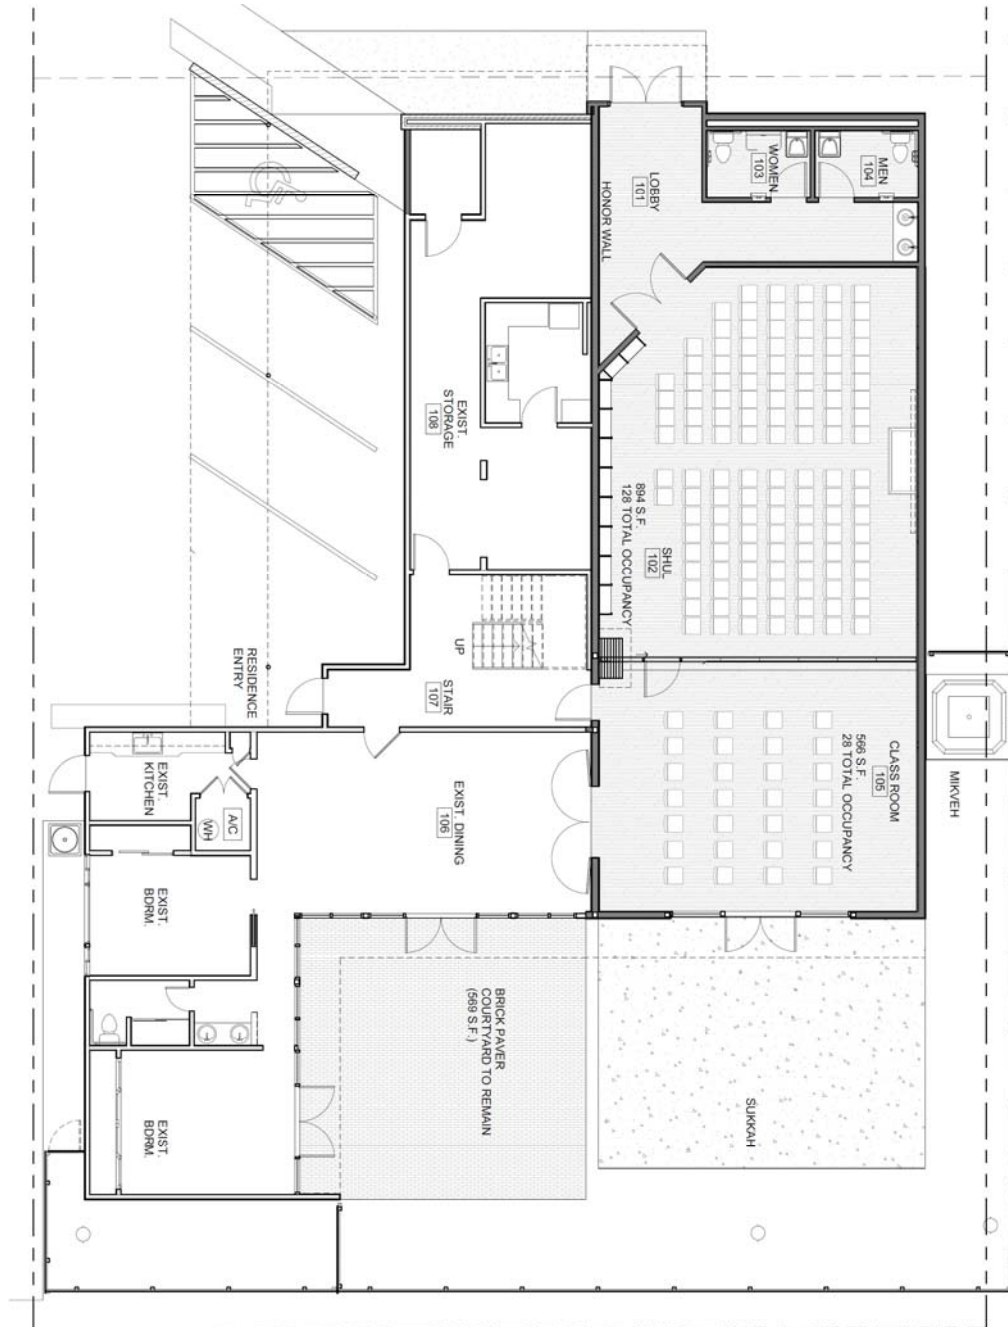 WOMEN
103
MEN
104
LOBBY
101
HONOR WALL
EXIST.
STORAGE
108
SHUL
102
894 S.F.
128 TOTAL OCCUPANCY
UP
STAIR
107
RESIDENCE
ENTRY
CLASS ROOM
105
566 S.F.
28 TOTAL OCCUPANCY
MIKVEH
EXIST.
KITCHEN
A/C
WH
EXIST. DINING
106
EXIST.
BDRM.
BRICK PAVER
COURTYARD TO REMAIN
(569 S.F.)
SUKKAH
EXIST.
BDRM.